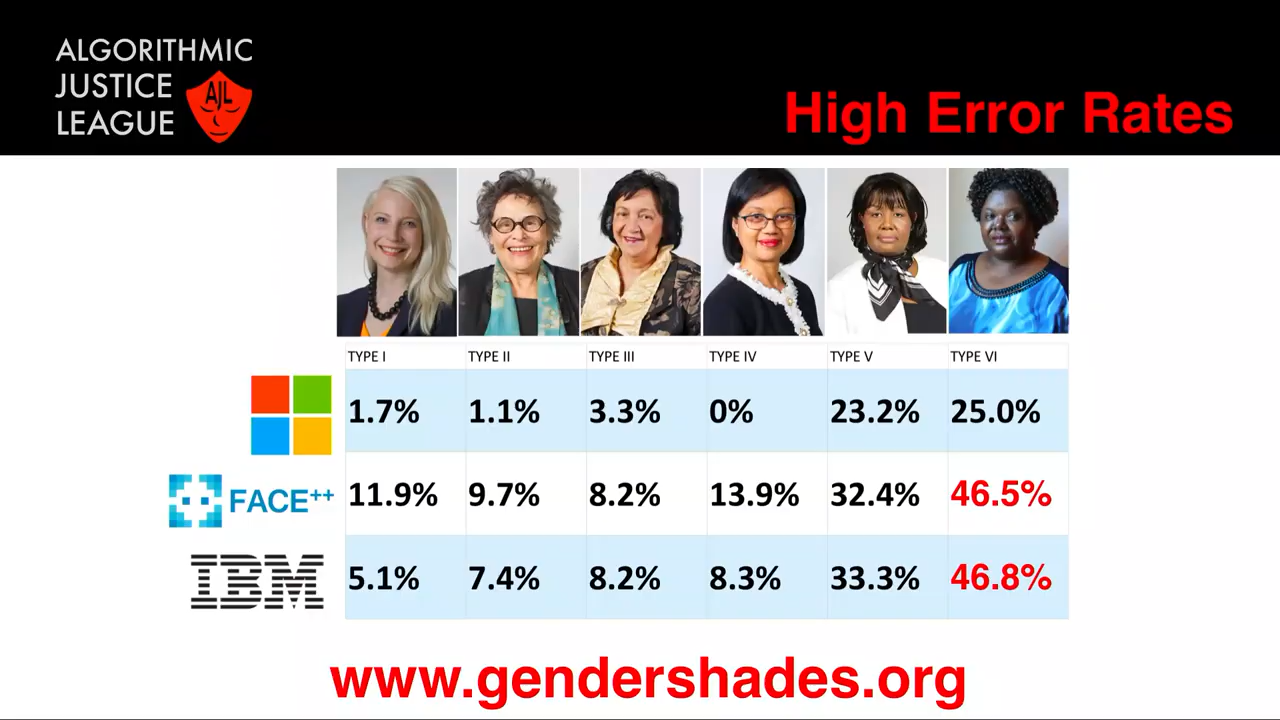 ALGORITHMIC
JUSTICE
LEAGUE
AJL
High Error Rates
TYPE I TYPE II TYPE III TYPE IV TYPE V TYPE VI
1.7% 1.1% 3.3% 0% 23.2% 25.0%
FACE++ 11.9% 9.7% 8.2% 13.9% 32.4% 46.5%
IBM 5.1% 7.4% 8.2% 8.3% 33.3% 46.8%
www.gendershades.org